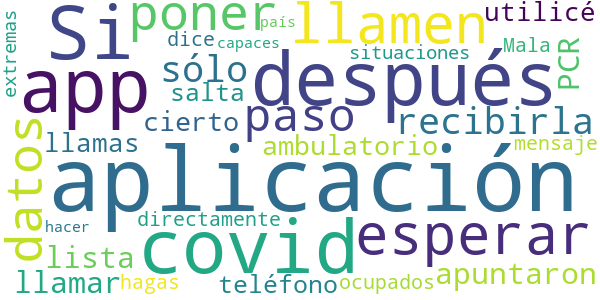 Si poner llamen utilicé
extremas dice país capaces
app sólo después situaciones Mala PCR
salta paso recibirla
datos llamas cierto ambulatorio mensaje
aplicación
hacer directamente
lista covid esperar
llamar hagas teléfono ocupados apuntaron